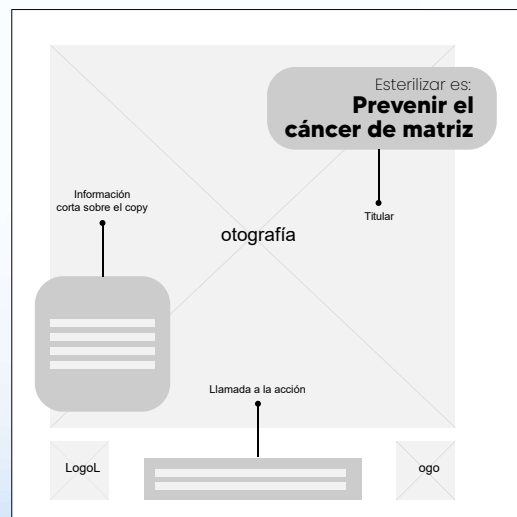 Esterilizar es:
Prevenir el
cáncer de matriz
Información
corta sobre el copy
Titular
otografía
Llamada a la acción
LogoL
ogo